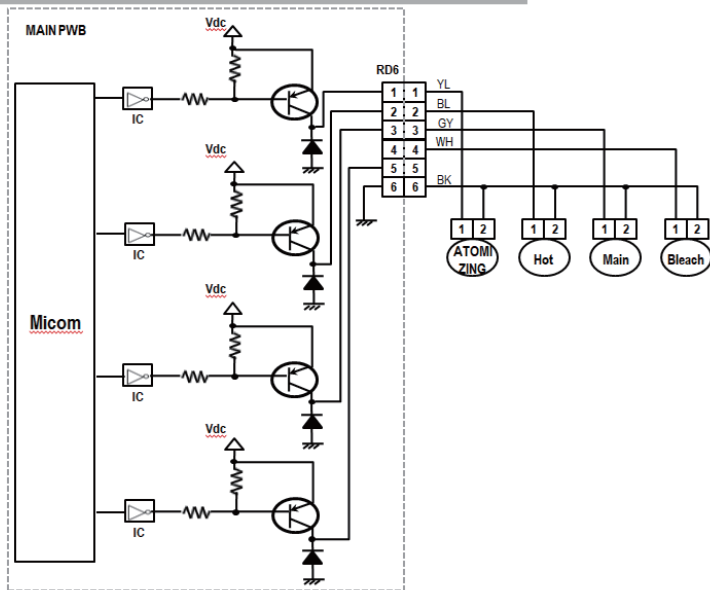 MAIN PWB
Vdc
IC
Vdc
IC
Micom
Vdc
IC
Vdc
IC
RD6
1 1 YL
2 2 BL
3 3 GY
4 4 WH
5 5
6 6 BK
1 2 1 2 1 2 1 2
ATOMI
ZING
Hot
Main
Bleach